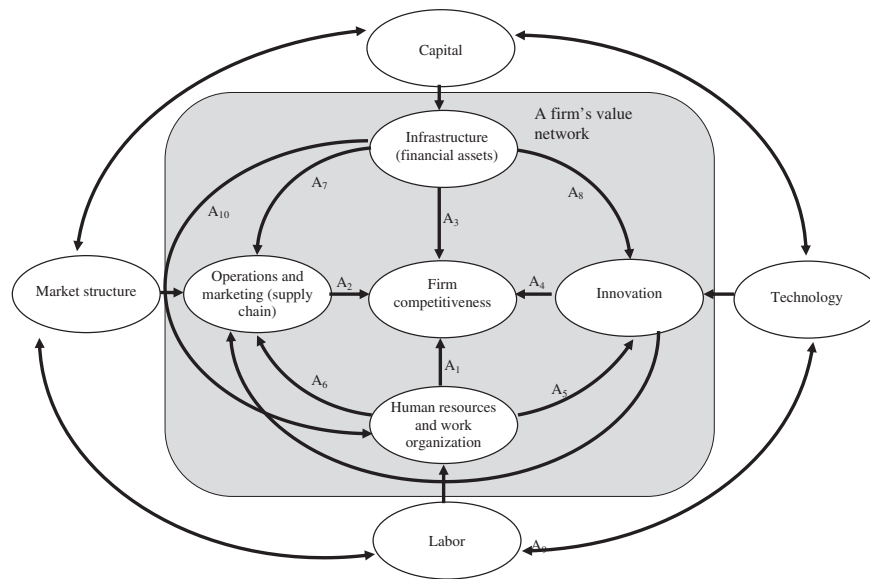 Capital
A firm's value
network
Infrastructure
(financial assets)
A₇
A₈
A₁₀
A₃
Market structure
Operations and
marketing (supply
chain)
A₂
Firm
competitiveness
A₄
Innovation
Technology
A₁
A₆
A₅
Human resources
and work
organization
Labor
A₉